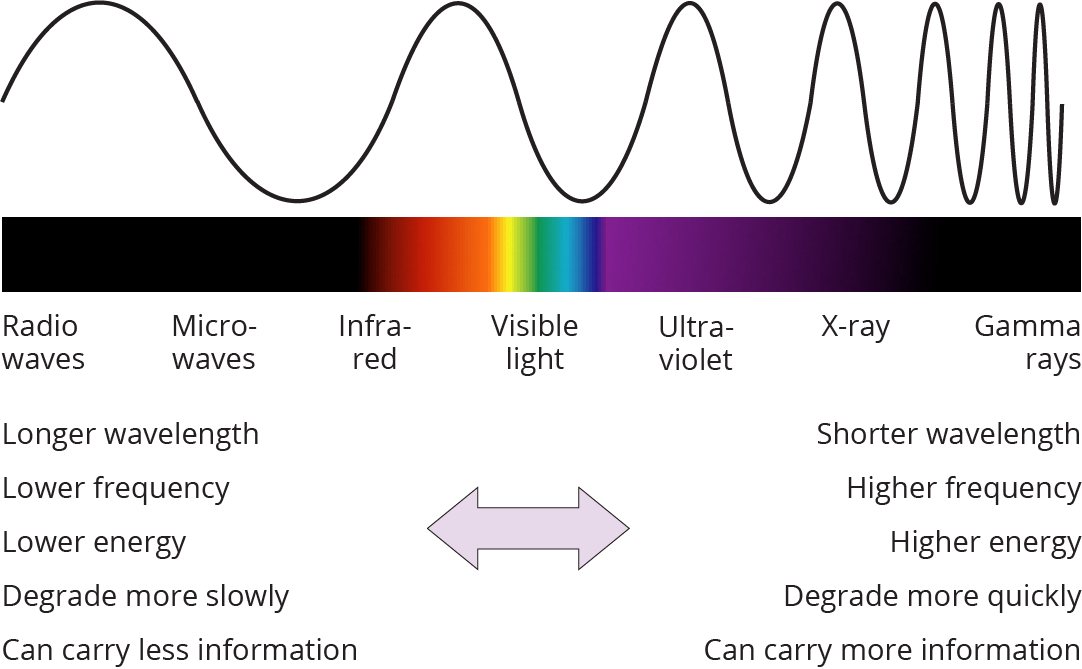 Radio
waves
Micro-
waves
Infra-
red
Visible
light
Ultra-
violet
X-ray
Gamma
rays
Longer wavelength
Shorter wavelength
Lower frequency
Higher frequency
Lower energy
Higher energy
Degrade more slowly
Degrade more quickly
Can carry less information
Can carry more information